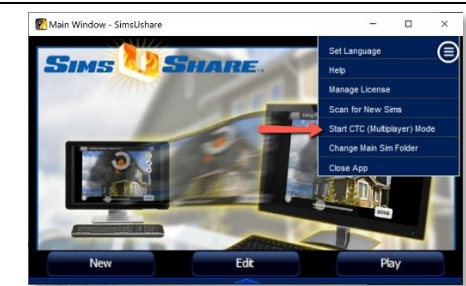 Main Window - SimsUshare
SIMS U SHARE
Set Language
Help
Manage License
Scan for New Sims
Start CTC (Multiplayer) Mode
Change Main Sim Folder
Close App
DONE
New
Edit
Play